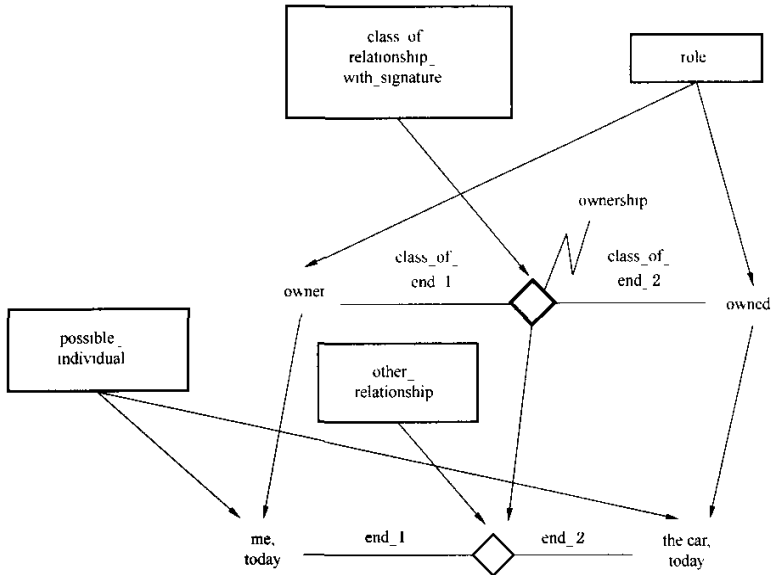 class_of
relationship_
with_signature
role
ownership
class_of_
end_1
class_of_
end_2
owner
owned
possible_
individual
other_
relationship
me,
today
end_1
end_2
the car,
today